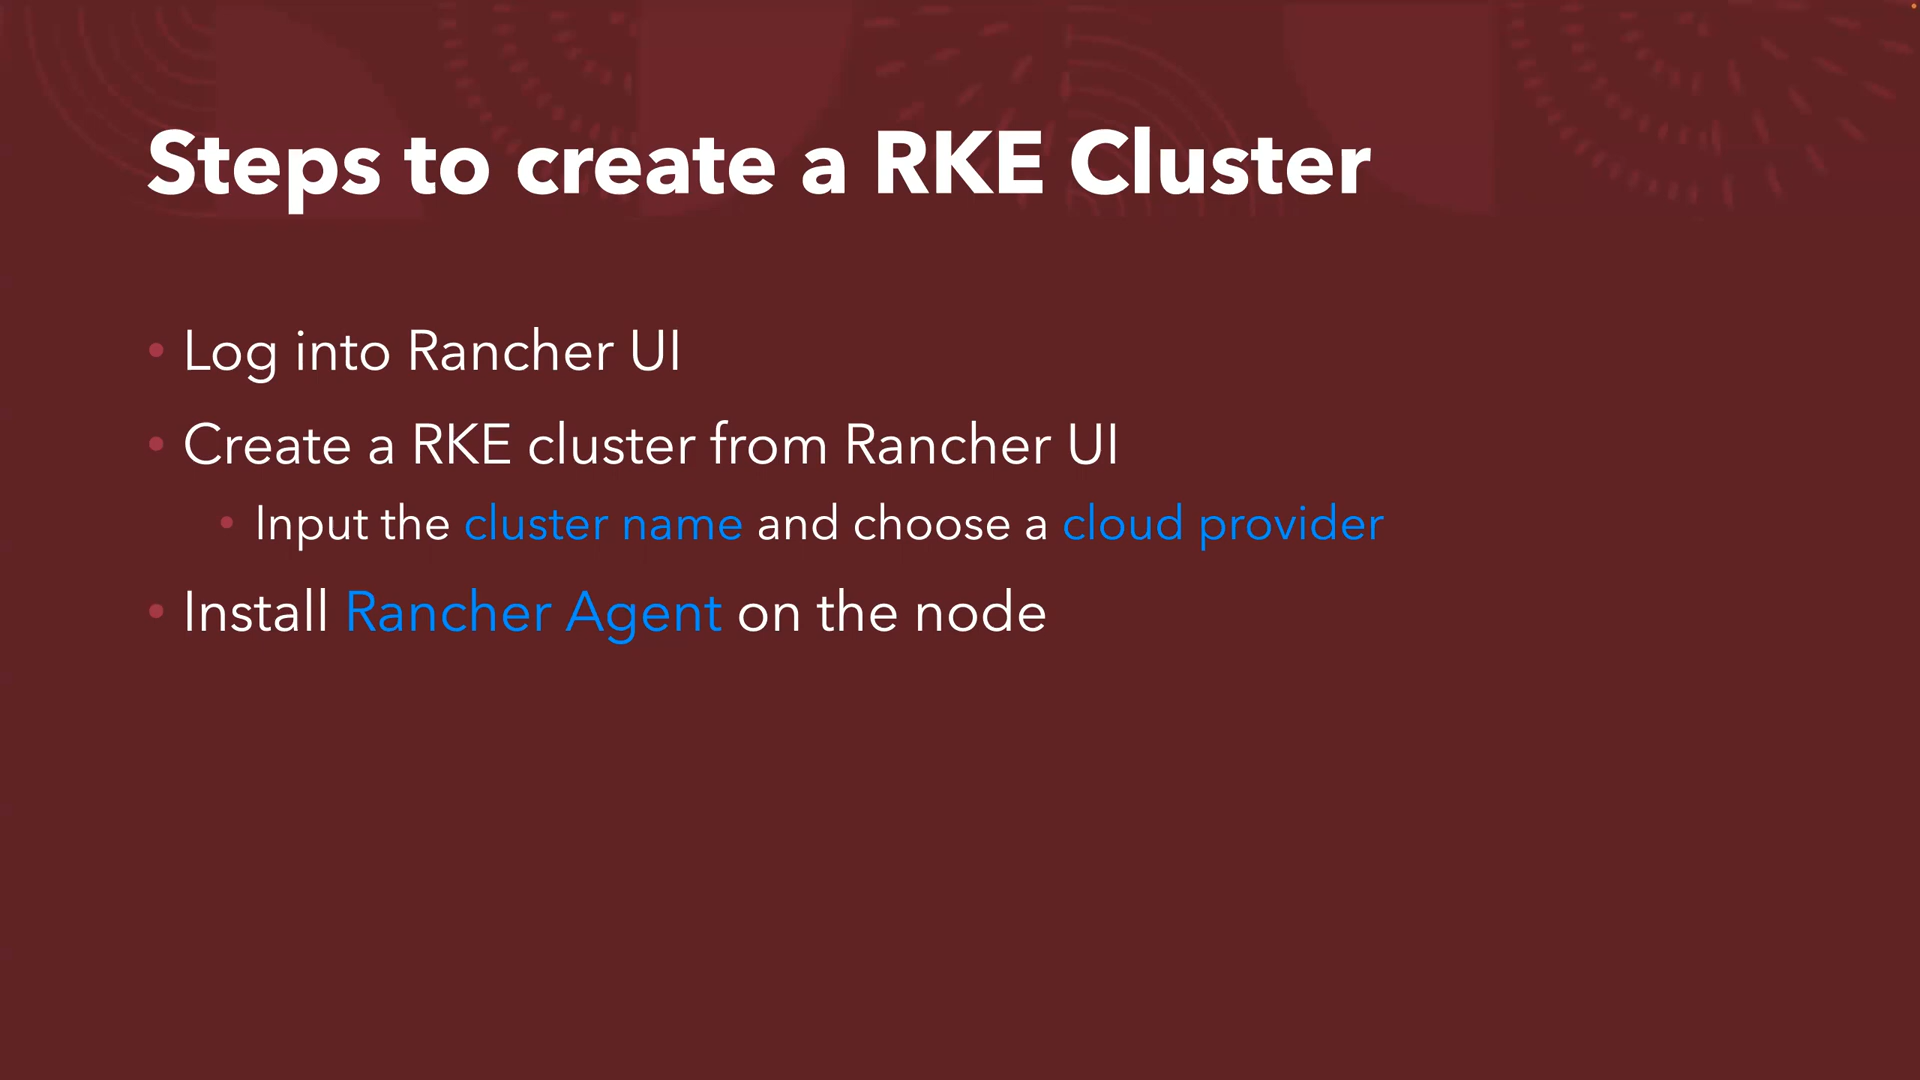 Steps to create a RKE Cluster
• Log into Rancher UI
• Create a RKE cluster from Rancher UI
• Input the cluster name and choose a cloud provider
• Install Rancher Agent on the node